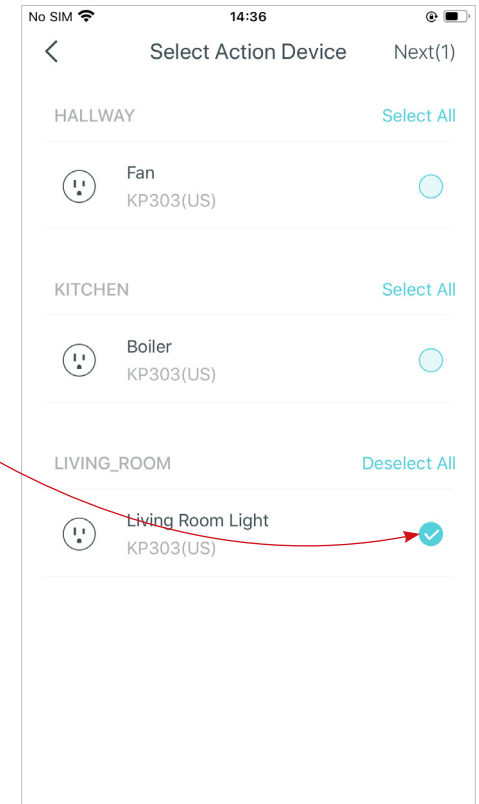 No SIM 14:36
Select Action Device Next(1)
HALLWAY Select All
Fan
KP303(US)
KITCHEN Select All
Boiler
KP303(US)
LIVING_ROOM Deselect All
Living Room Light
KP303(US)